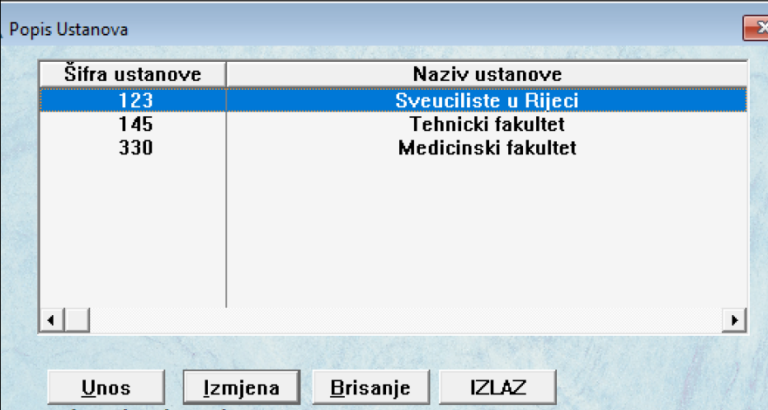 Popis Ustanova
Šifra ustanove Naziv ustanove
123 Sveuciliste u Rijeci
145 Tehnicki fakultet
330 Medicinski fakultet
Unos Izmjena Brisanje IZLAZ